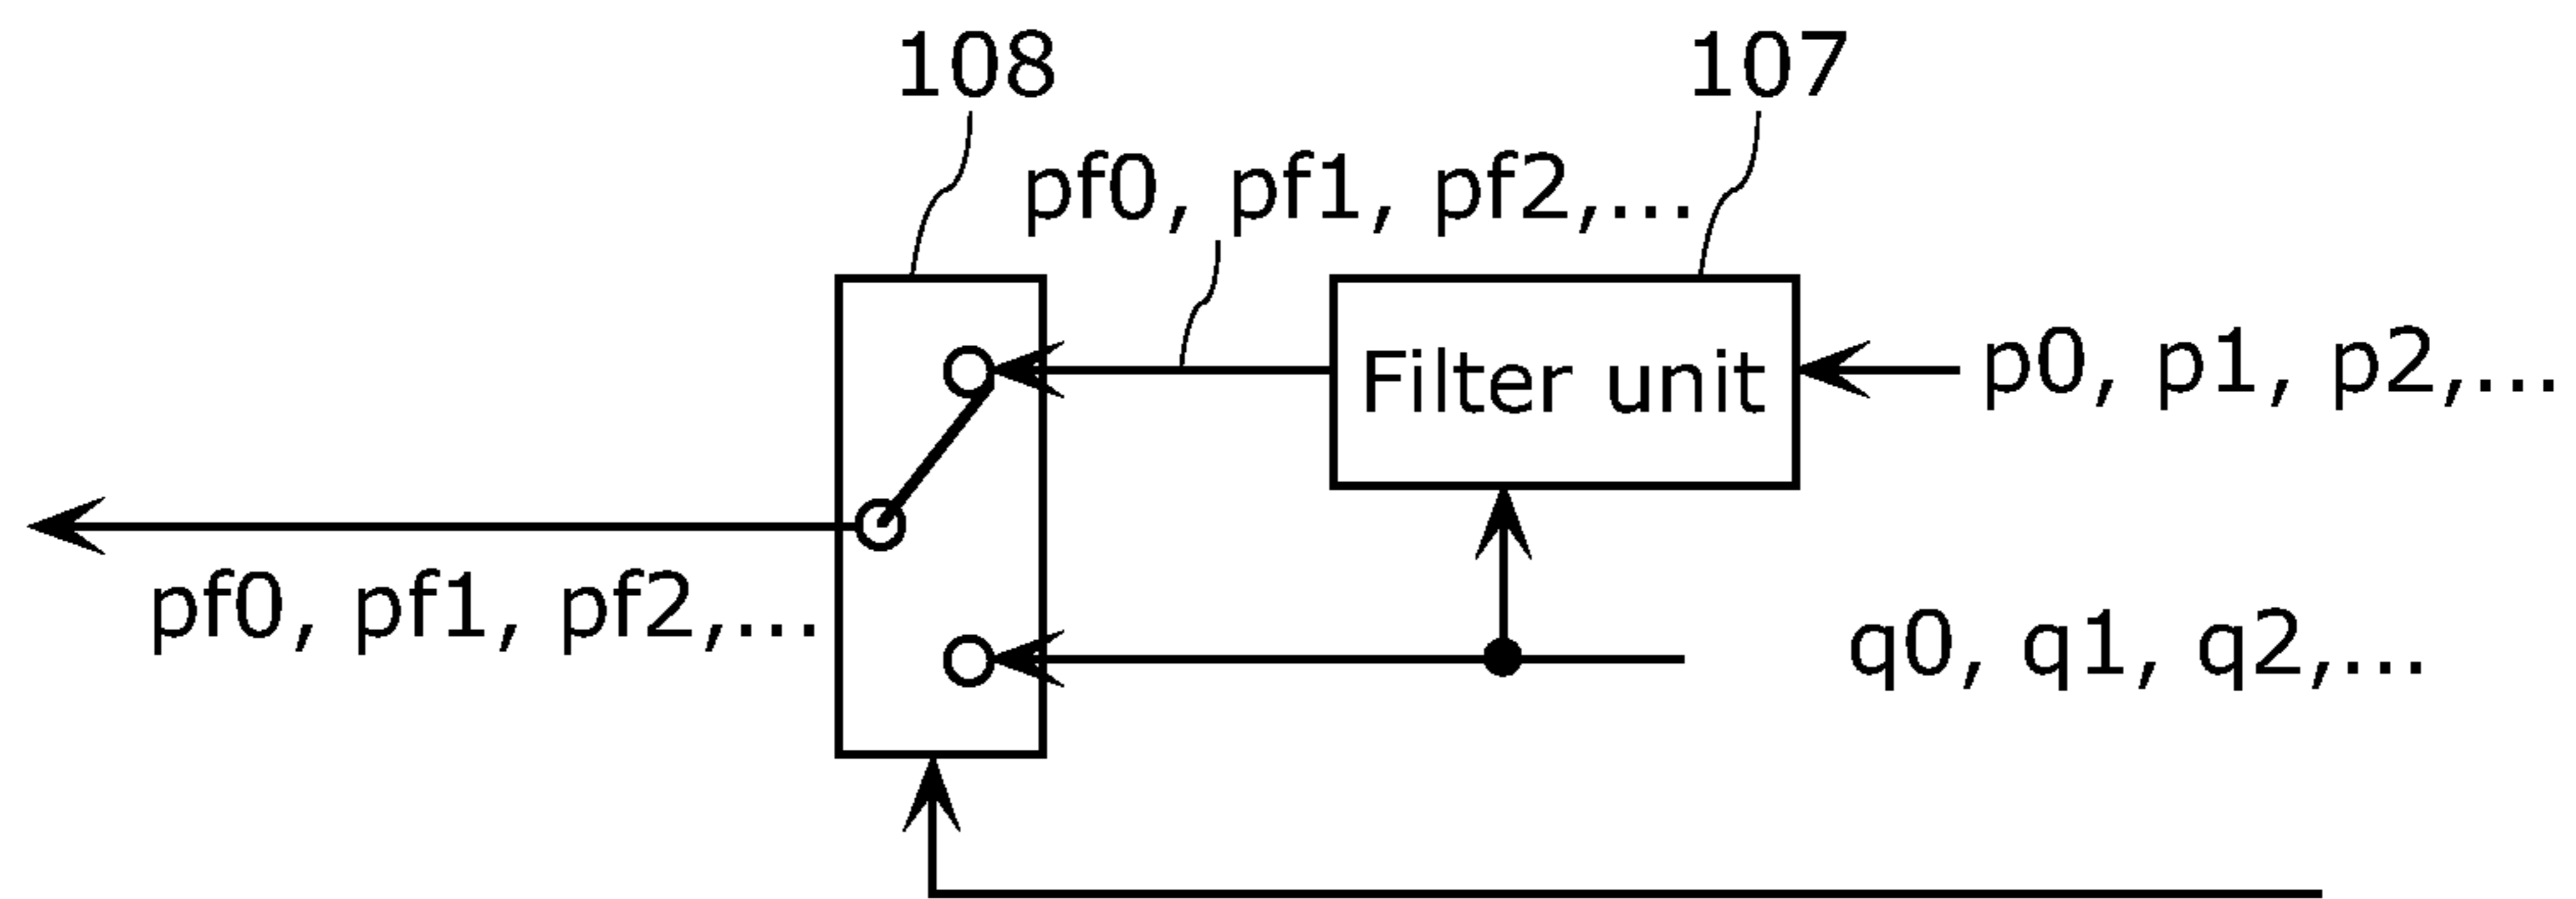 108
107
pf0, pf1, pf2,...
Filter unit
p0, p1, p2,...
pf0, pf1, pf2,...
q0, q1, q2,...